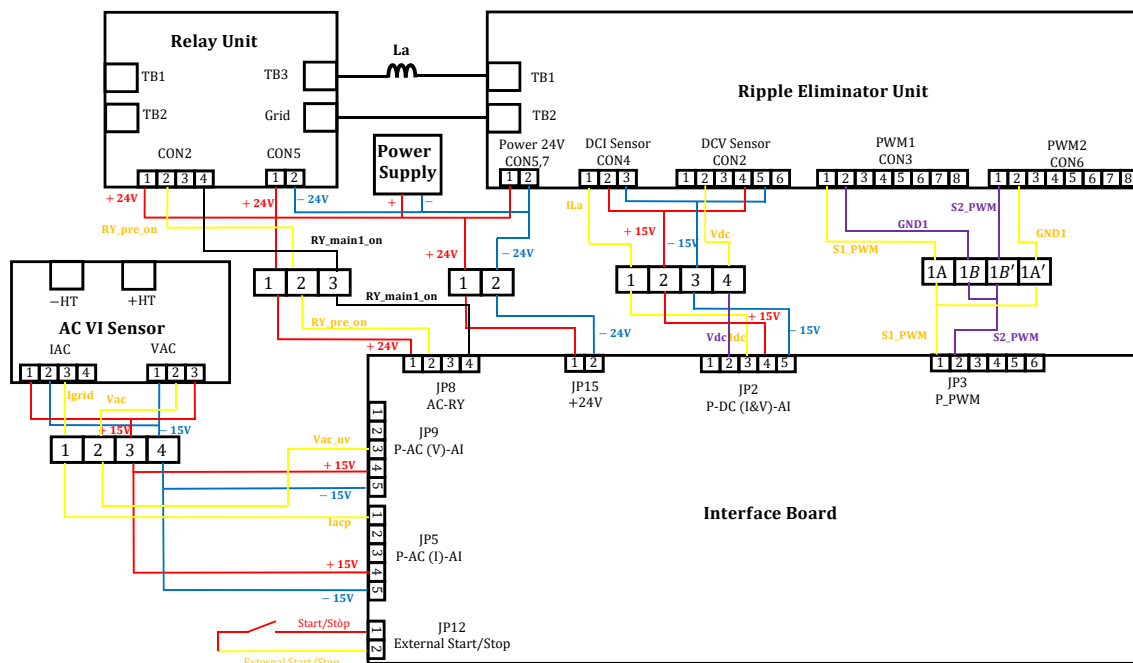 Relay Unit
TB1
TB2
TB3
Grid
CON2
1 2 3 4
CON5
1 2
La
Power
Supply
+
−
Ripple Eliminator Unit
TB1
TB2
Power 24V
CON5,7
1 2
DCI Sensor
CON4
1 2 3
DCV Sensor
CON2
1 2 3 4 5 6
PWM1
CON3
1 2 3 4 5 6 7 8
PWM2
CON6
1 2 3 4 5 6 7 8
+ 24V
RY_pre_on
+ 24V
− 24V
RY_main1_on
1 2 3
RY_main1_on
RY_pre_on
+ 24V
+ 24V
− 24V
1 2
− 24V
ILa
+ 15V
− 15V
Vdc
1 2 3 4
Vdc
idc
+ 15V
− 15V
S1_PWM
GND1
S2_PWM
GND1
1A 1B 1B′ 1A′
S1_PWM
S2_PWM
−HT
+HT
AC VI Sensor
IAC
1 2 3 4
VAC
1 2 3
Igrid
Vac
+ 15V
− 15V
1 2 3 4
Vac_uv
+ 15V
− 15V
Iacp
+ 15V
− 15V
1 2 3 4
JP8
AC-RY
1 2
JP15
+24V
1 2 3 4 5
JP2
P-DC (I&V)-AI
1 2 3 4 5 6
JP3
P_PWM
1
2
3
4
5
JP9
P-AC (V)-AI
1
2
3
4
5
JP5
P-AC (I)-AI
Interface Board
Start/Stòp
External Start/Stop
1
2
JP12
External Start/Stop